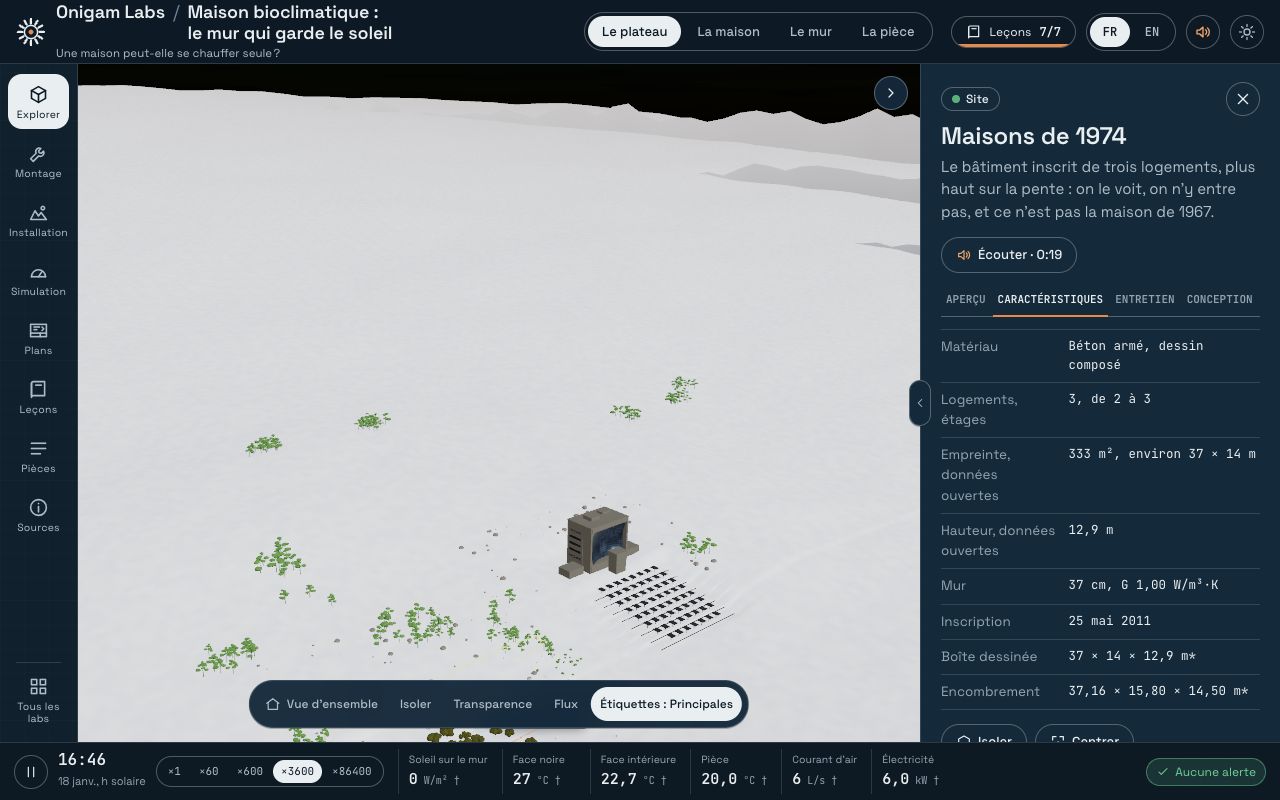 Onigam Labs / Maison bioclimatique :
le mur qui garde le soleil
Une maison peut-elle se chauffer seule ?
Le plateau
La maison
Le mur
La pièce
Leçons 7/7
FR
EN
Explorer
Montage
Installation
Simulation
Plans
Leçons
Pièces
Sources
Tous les
labs
Site
Maisons de 1974
Le bâtiment inscrit de trois logements, plus
haut sur la pente : on le voit, on n'y entre
pas, et ce n'est pas la maison de 1967.
Écouter · 0:19
APERÇU
CARACTÉRISTIQUES
ENTRETIEN
CONCEPTION
Matériau
Béton armé, dessin
composé
Logements,
étages
3, de 2 à 3
Empreinte,
données
ouvertes
333 m², environ 37 × 14 m
Hauteur, données
ouvertes
12,9 m
Mur
37 cm, G 1,00 W/m³·K
Inscription
25 mai 2011
Boîte dessinée
37 × 14 × 12,9 m*
Encombrement
37,16 × 15,80 × 14,50 m*
Isoler
Centrer
Vue d'ensemble
Isoler
Transparence
Flux
Étiquettes : Principales
16:46
18 janv., h solaire
×1
×60
×600
×3600
×86400
Soleil sur le mur
0 W/m² †
Face noire
27 °C †
Face intérieure
22,7 °C †
Pièce
20,0 °C †
Courant d'air
6 L/s †
Électricité
6,0 kW †
Aucune alerte